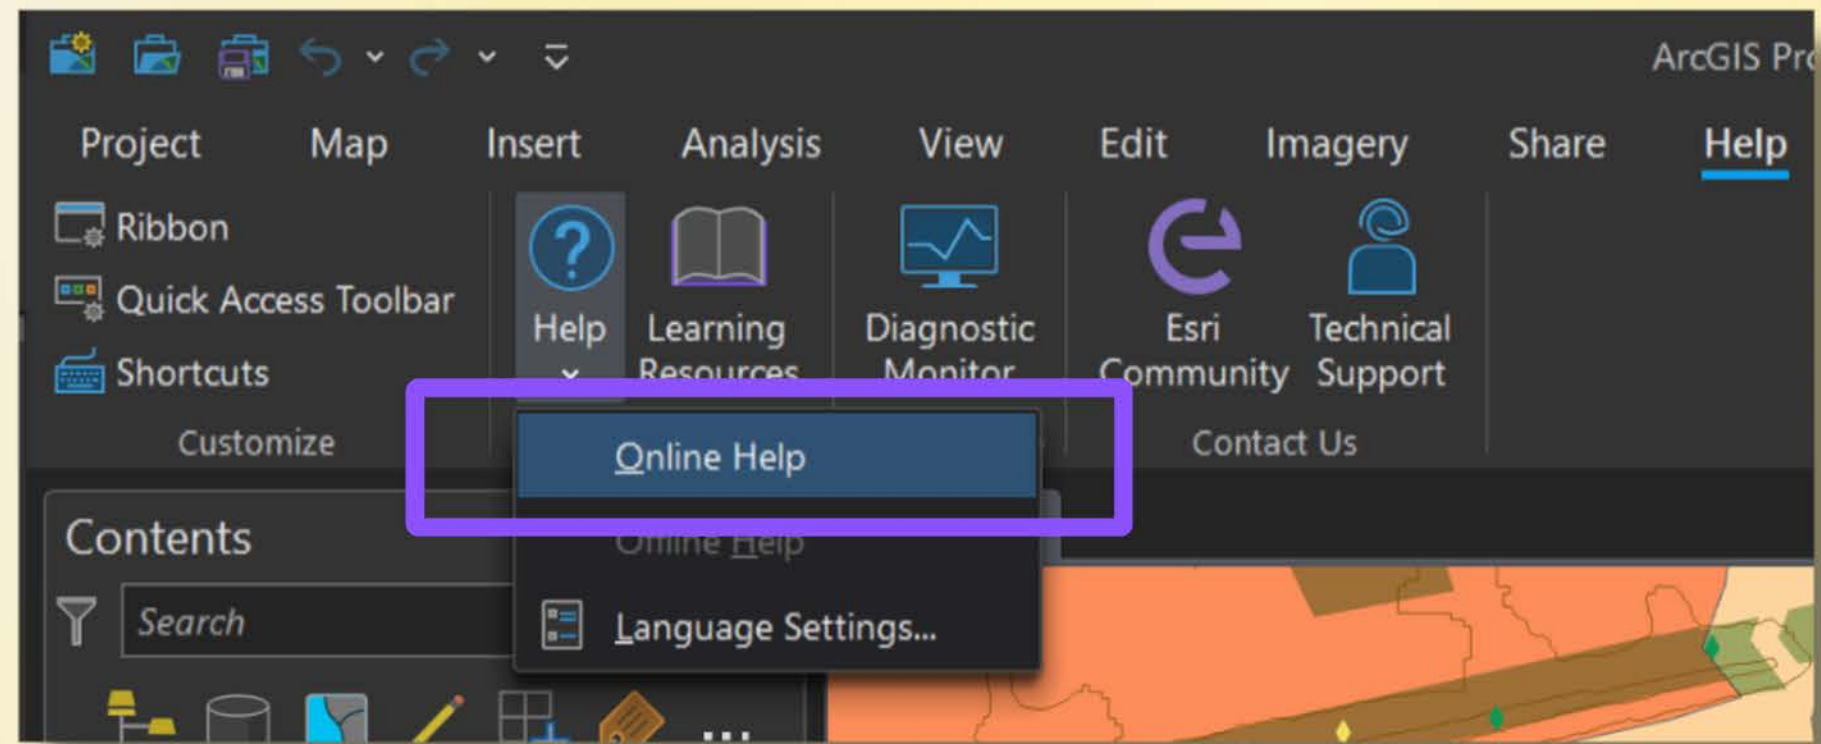 ArcGIS Pro
Project Map Insert Analysis View Edit Imagery Share Help
Ribbon
Quick Access Toolbar
Shortcuts
Customize
Help
Learning
Resources
Diagnostic
Monitor
Esri
Community
Technical
Support
Contact Us
Online Help
Offline Help
Language Settings...
Contents
Search